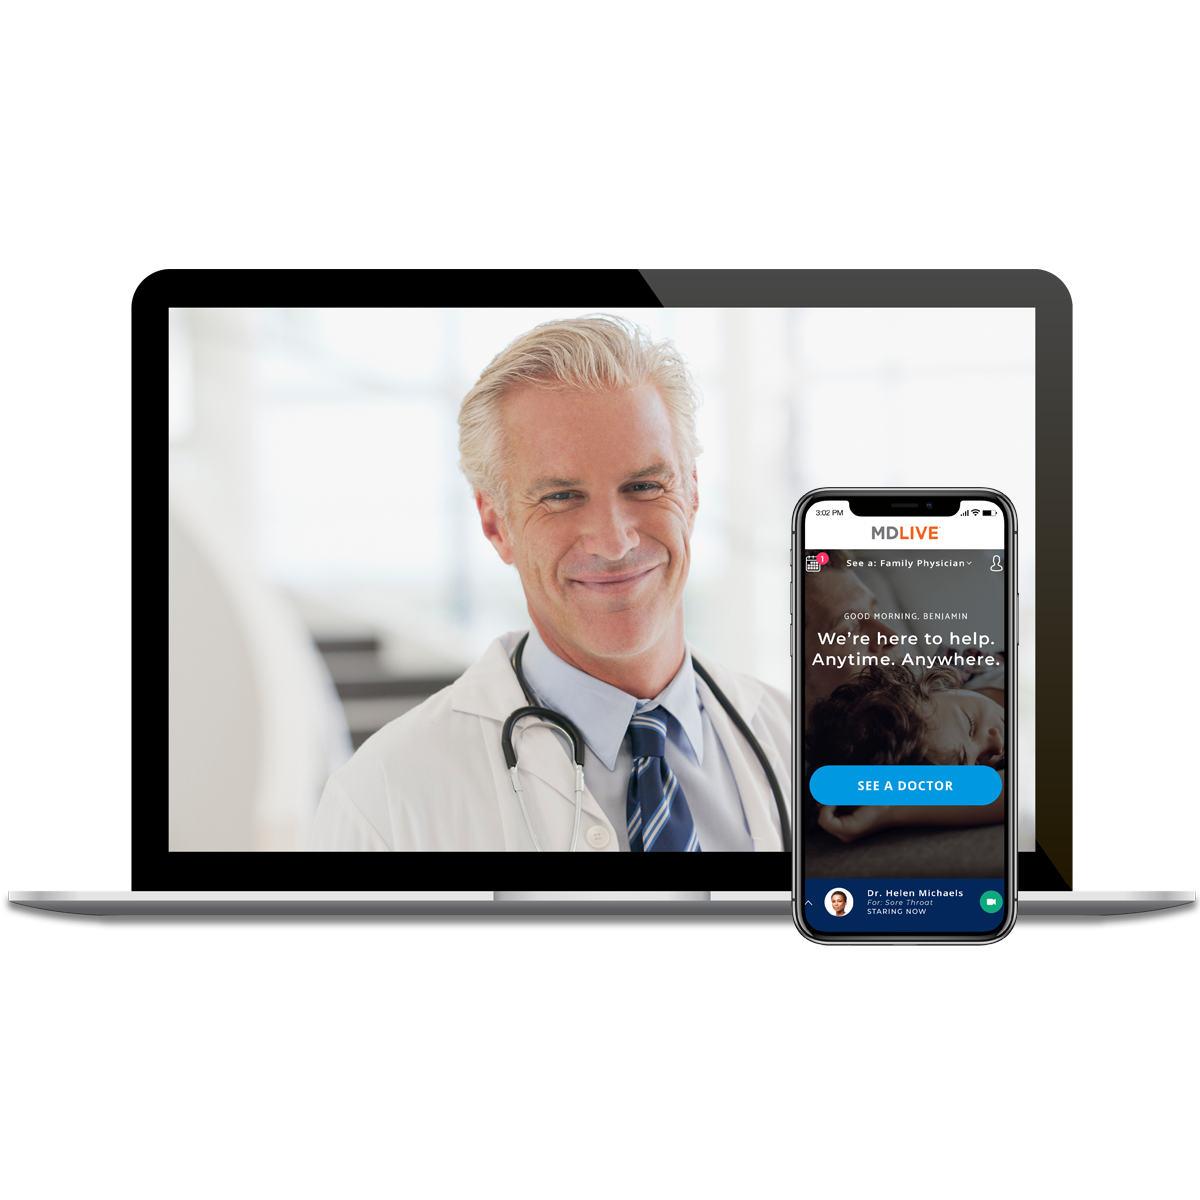 3:02 PM
MDLIVE
1
See a: Family Physician
GOOD MORNING, BENJAMIN
We're here to help.
Anytime. Anywhere.
SEE A DOCTOR
Dr. Helen Michaels
For: Sore Throat
STARING NOW